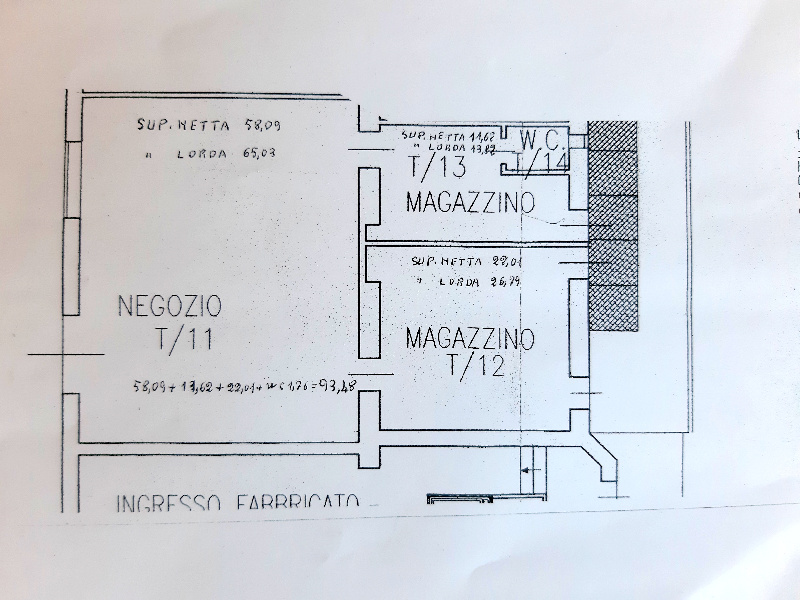 SUP. NETTA 58,09
" LORDA 65,03
SUP. NETTA 11,62
" LORDA 13,82
W.C.
T/14
T/13
MAGAZZINO
SUP. NETTA 22,01
" LORDA 26,79
NEGOZIO
T/11
MAGAZZINO
T/12
58,09 + 11,62 + 22,01 + WC 1,76 = 93,48
INGRESSO FABBRICATO